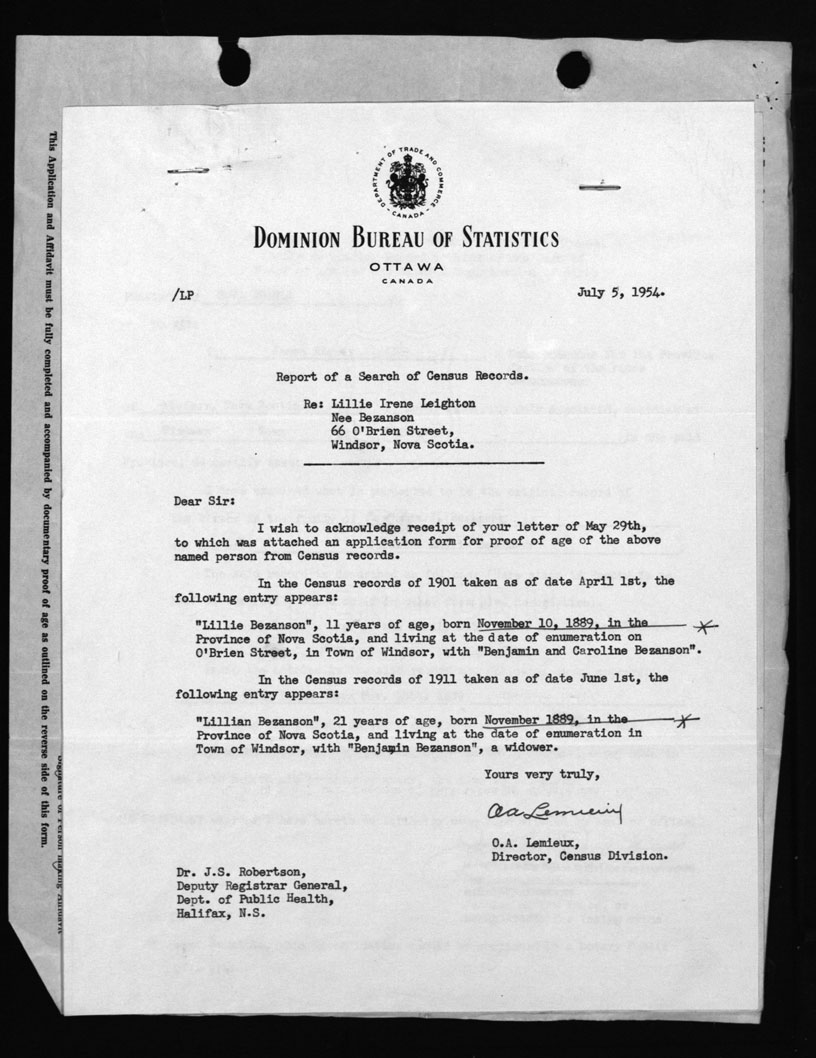 DEPARTMENT OF TRADE AND COMMERCE
- CANADA -
DOMINION BUREAU OF STATISTICS
OTTAWA
CANADA
/LP
July 5, 1954.
Report of a Search of Census Records.
Re: Lillie Irene Leighton
Nee Bezanson
66 O'Brien Street,
Windsor, Nova Scotia.
Dear Sir:
I wish to acknowledge receipt of your letter of May 29th,
to which was attached an application form for proof of age of the above
named person from Census records.
In the Census records of 1901 taken as of date April 1st, the
following entry appears:
"Lillie Bezanson", 11 years of age, born November 10, 1889, in the
Province of Nova Scotia, and living at the date of enumeration on
O'Brien Street, in Town of Windsor, with "Benjamin and Caroline Bezanson".
In the Census records of 1911 taken as of date June 1st, the
following entry appears:
"Lillian Bezanson", 21 years of age, born November 1889, in the
Province of Nova Scotia, and living at the date of enumeration in
Town of Windsor, with "Benjamin Bezanson", a widower.
Yours very truly,
O A Lemieux
O.A. Lemieux,
Director, Census Division.
Dr. J.S. Robertson,
Deputy Registrar General,
Dept. of Public Health,
Halifax, N.S.
This Application and Affidavit must be fully completed and accompanied by documentary proof of age as outlined on the reverse side of this form.
Signature of Person making Affidavit